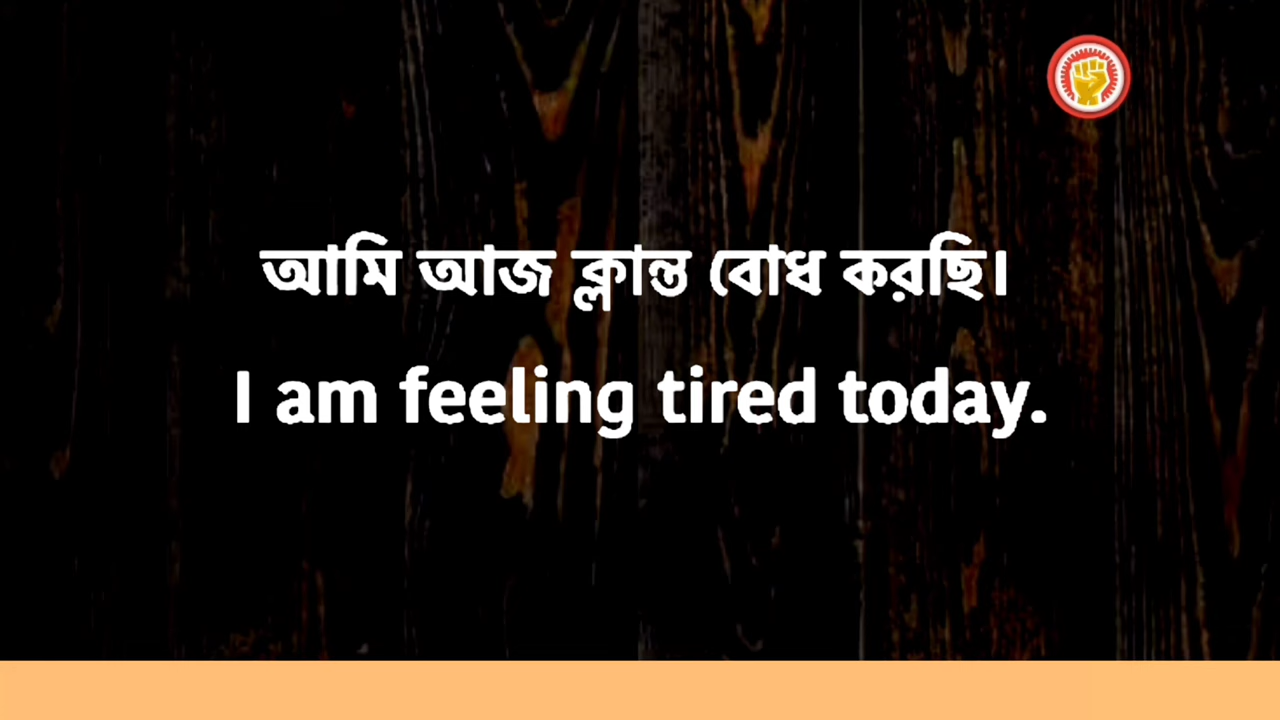 আমি আজ ক্লান্ত বোধ করছি।
I am feeling tired today.